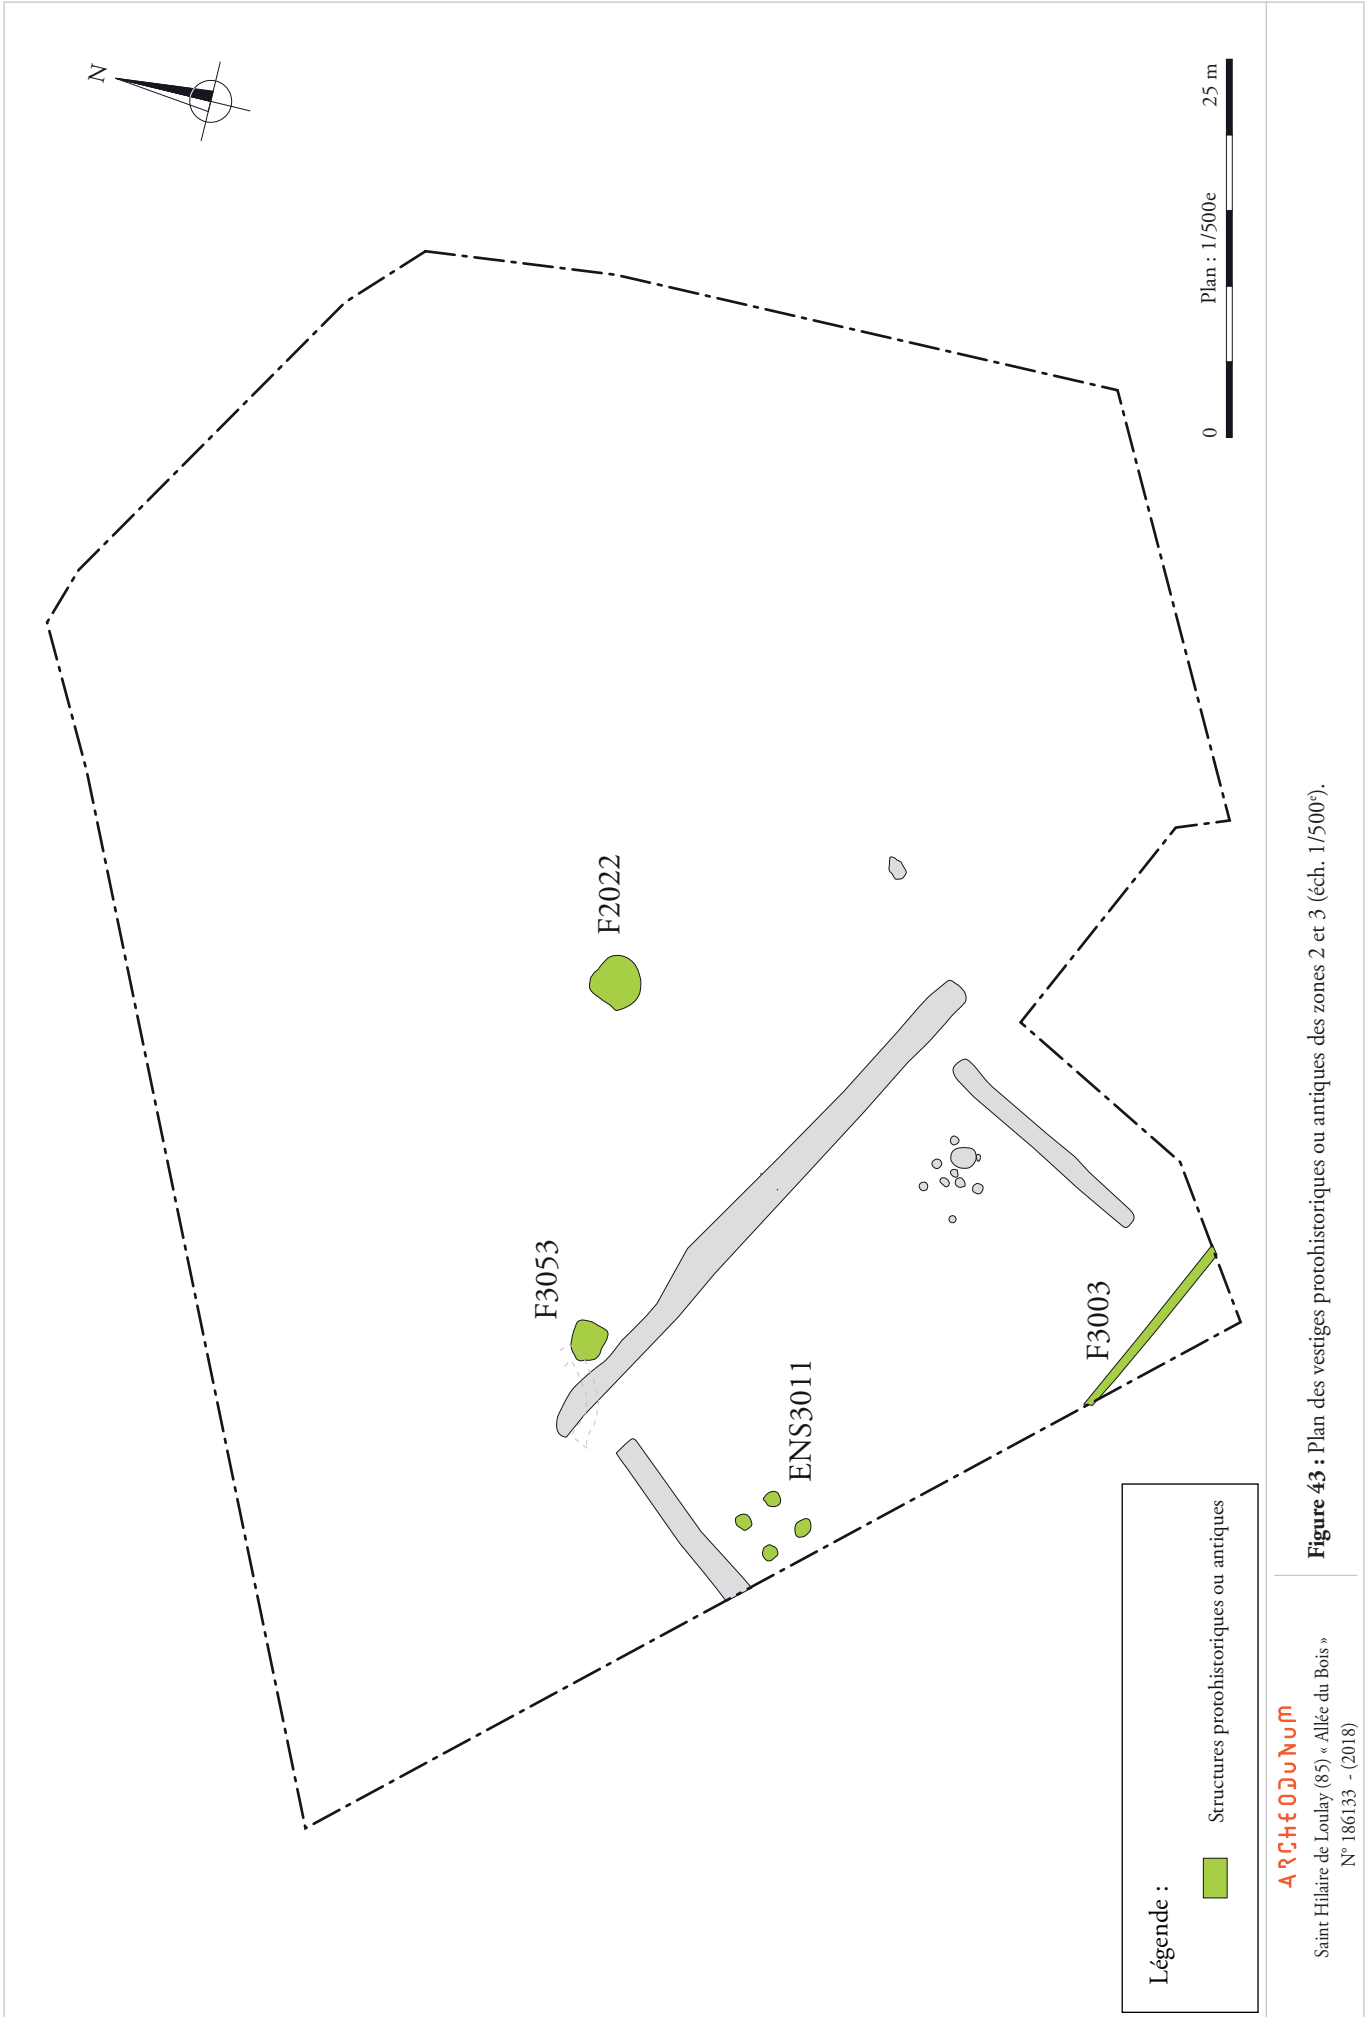 N
F2022
F3053
ENS3011
F3003
0
Plan : 1/500e
25 m
Légende :
Structures protohistoriques ou antiques
ARCHEODUNUM
Saint Hilaire de Loulay (85) « Allée du Bois »
N° 186133 - (2018)
Figure 43 : Plan des vestiges protohistoriques ou antiques des zones 2 et 3 (éch. 1/500ᵉ).